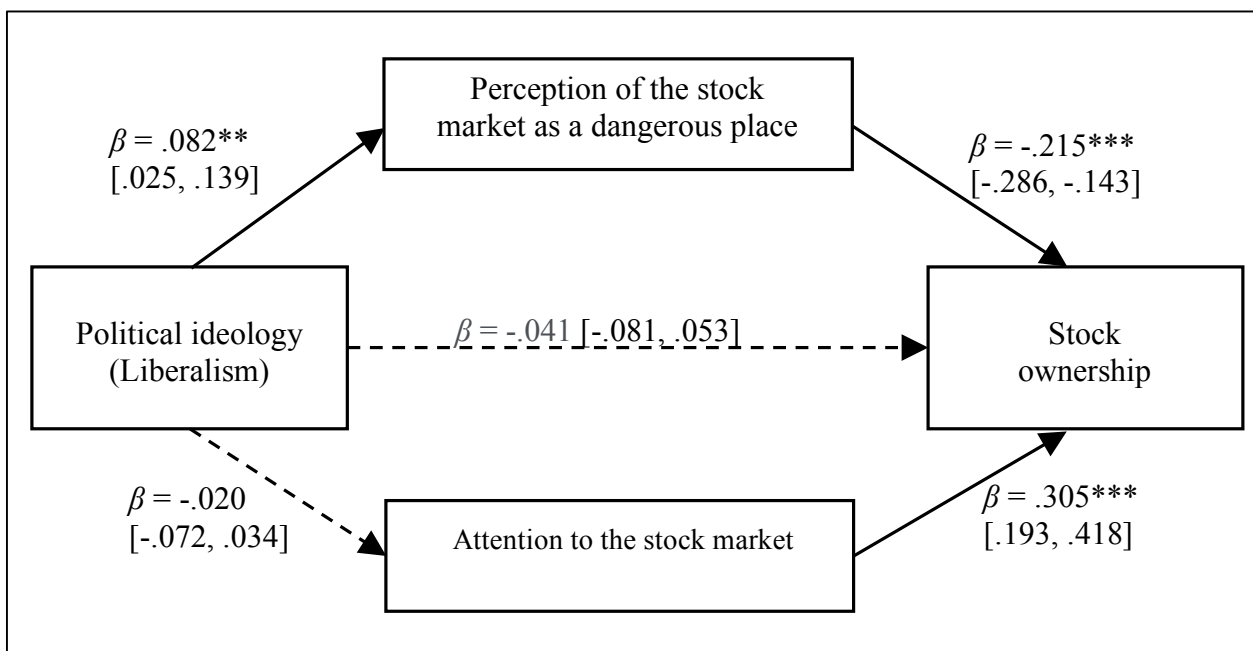 Perception of the stock
market as a dangerous place
β = .082**
[.025, .139]
β = -.215***
[-.286, -.143]
Political ideology
(Liberalism)
β = -.041 [-.081, .053]
Stock
ownership
β = -.020
[-.072, .034]
Attention to the stock market
β = .305***
[.193, .418]